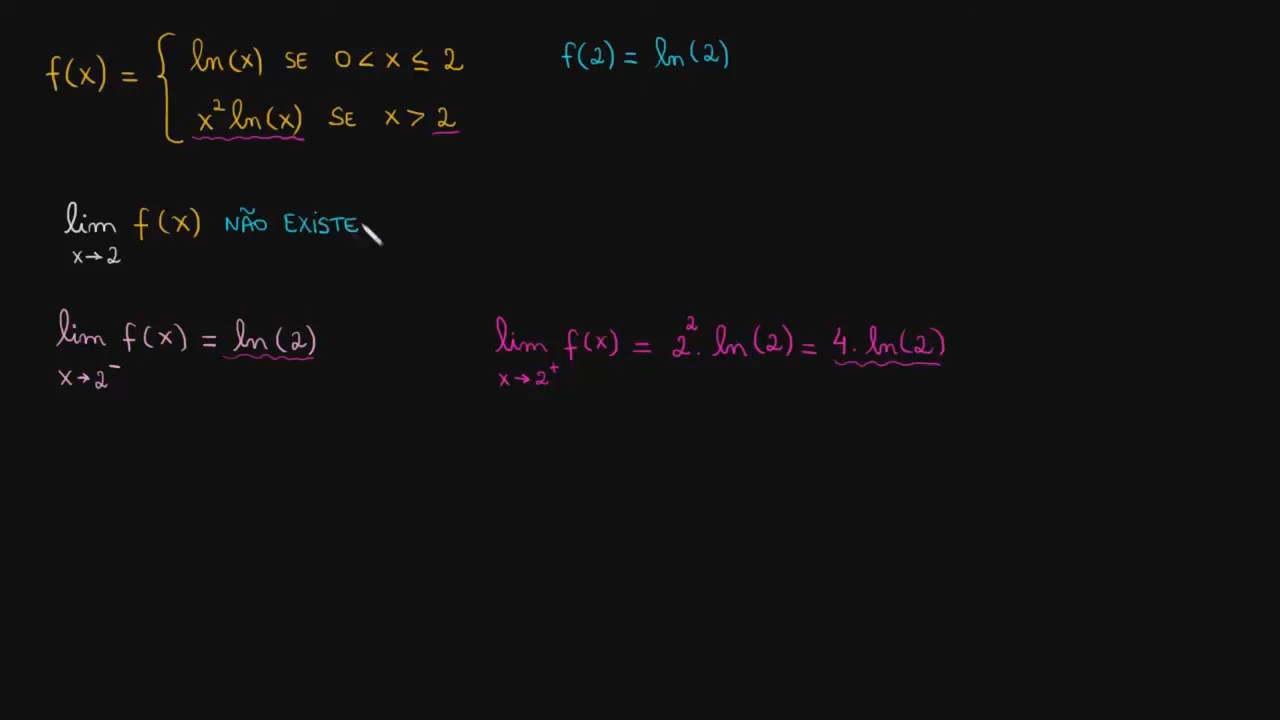 f(x) = { ln(x) SE 0 < x ≤ 2
x² ln(x) SE x > 2
f(2) = ln(2)
lim f(x) NÃO EXISTE
x→2
lim f(x) = ln(2)
x→2⁻
lim f(x) = 2². ln(2) = 4. ln(2)
x→2⁺